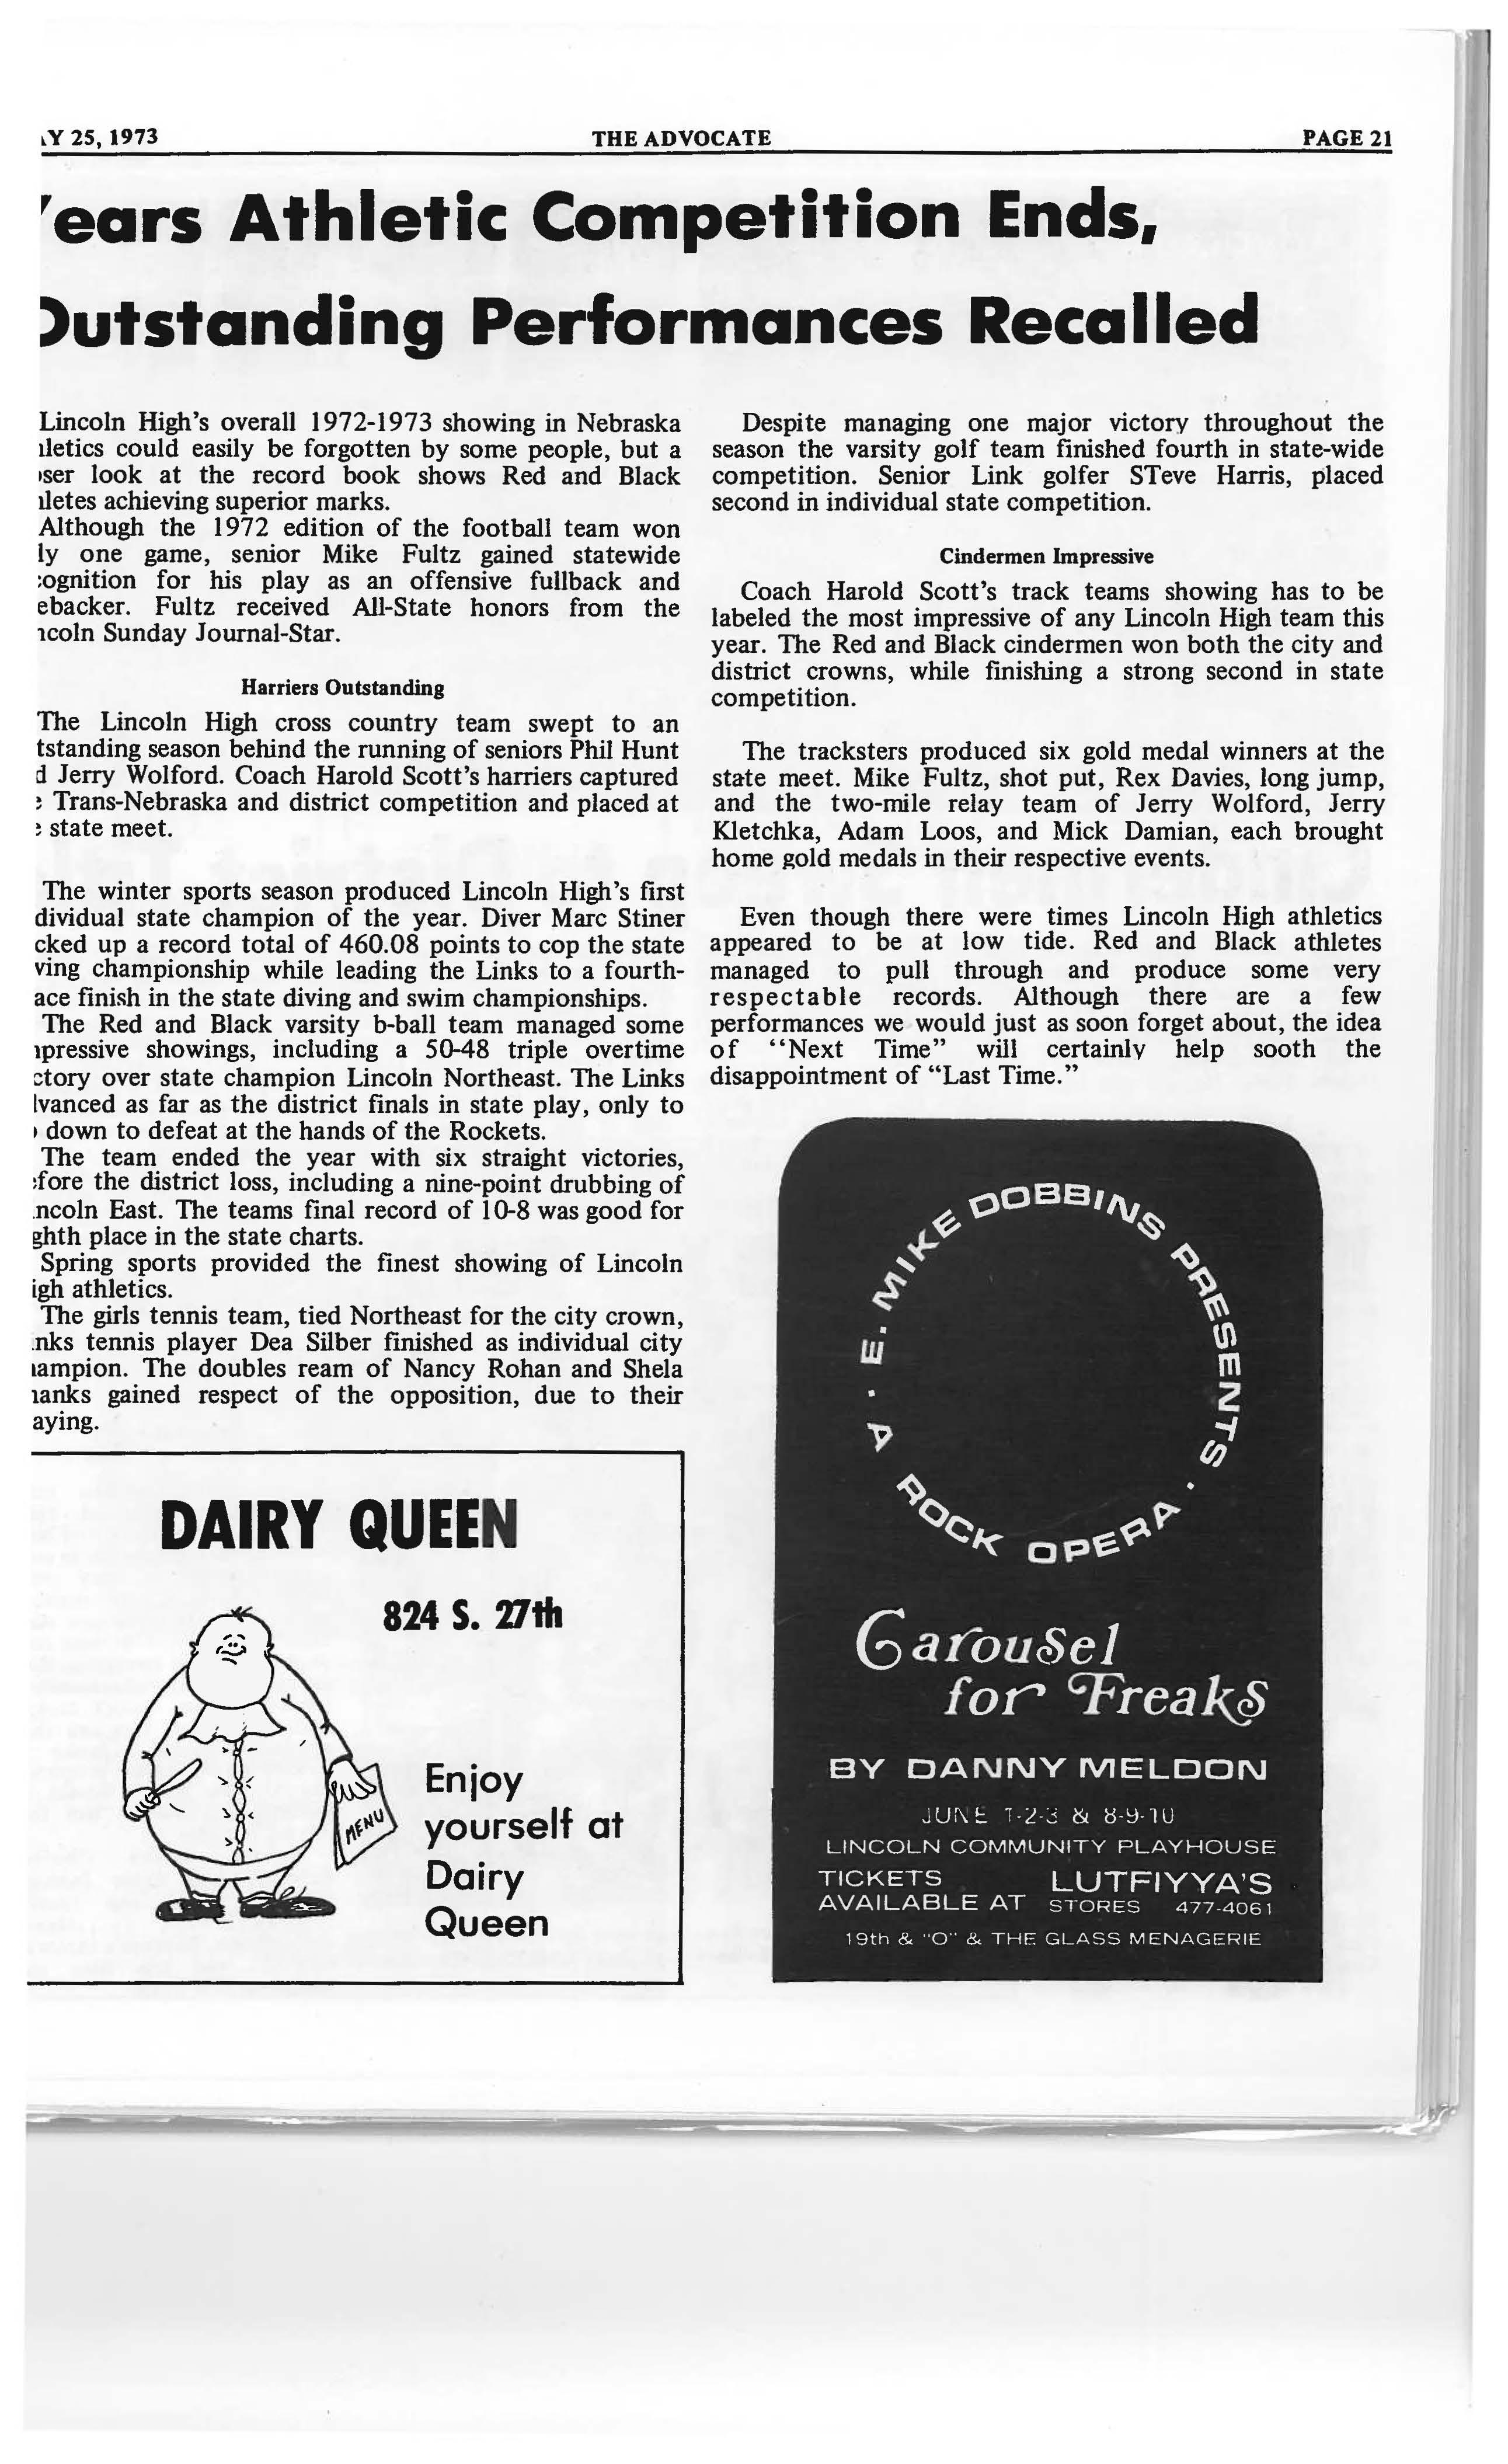 Y 25, 1973 THE ADVOCATE PAGE 21
ears Athletic Competition Ends,
Outstanding Performances Recalled
Lincoln High's overall 1972-1973 showing in Nebraska
letics could easily be forgotten by some people, but a
ser look at the record book shows Red and Black
letes achieving superior marks.
Although the 1972 edition of the football team won
ly one game, senior Mike Fultz gained statewide
ognition for his play as an offensive fullback and
ebacker. Fultz received All-State honors from the
ncoln Sunday Journal-Star.
Harriers Outstanding
The Lincoln High cross country team swept to an
tstanding season behind the running of seniors Phil Hunt
d Jerry Wolford. Coach Harold Scott's harriers captured
e Trans-Nebraska and district competition and placed at
e state meet.
The winter sports season produced Lincoln High's first
dividual state champion of the year. Diver Marc Stiner
cked up a record total of 460.08 points to cop the state
ving championship while leading the Links to a fourth-
ace finish in the state diving and swim championships.
The Red and Black varsity b-ball team managed some
pressive showings, including a 50-48 triple overtime
ctory over state champion Lincoln Northeast. The Links
lvanced as far as the district finals in state play, only to
down to defeat at the hands of the Rockets.
The team ended the year with six straight victories,
fore the district loss, including a nine-point drubbing of
ncoln East. The teams final record of 10-8 was good for
ghth place in the state charts.
Spring sports provided the finest showing of Lincoln
igh athletics.
The girls tennis team, tied Northeast for the city crown,
nks tennis player Dea Silber finished as individual city
ampion. The doubles ream of Nancy Rohan and Shela
anks gained respect of the opposition, due to their
aying.
Despite managing one major victory throughout the
season the varsity golf team finished fourth in state-wide
competition. Senior Link golfer STeve Harris, placed
second in individual state competition.
Cindermen Impressive
Coach Harold Scott's track teams showing has to be
labeled the most impressive of any Lincoln High team this
year. The Red and Black cindermen won both the city and
district crowns, while finishing a strong second in state
competition.
The tracksters produced six gold medal winners at the
state meet. Mike Fultz, shot put, Rex Davies, long jump,
and the two-mile relay team of Jerry Wolford, Jerry
Kletchka, Adam Loos, and Mick Damian, each brought
home gold medals in their respective events.
Even though there were times Lincoln High athletics
appeared to be at low tide. Red and Black athletes
managed to pull through and produce some very
respectable records. Although there are a few
performances we would just as soon forget about, the idea
of "Next Time" will certainly help sooth the
disappointment of "Last Time."
DAIRY QUEEN
824 S. 27th
MENU
Enjoy
yourself at
Dairy
Queen
E. MIKE DOBBINS PRESENTS · A ROCK OPERA ·
Carousel
for Freaks
BY DANNY MELDON
JUNE 1-2-3 & 8-9-10
LINCOLN COMMUNITY PLAYHOUSE
TICKETS LUTFIYYA'S
AVAILABLE AT STORES 477-4061
19th & "O" & THE GLASS MENAGERIE